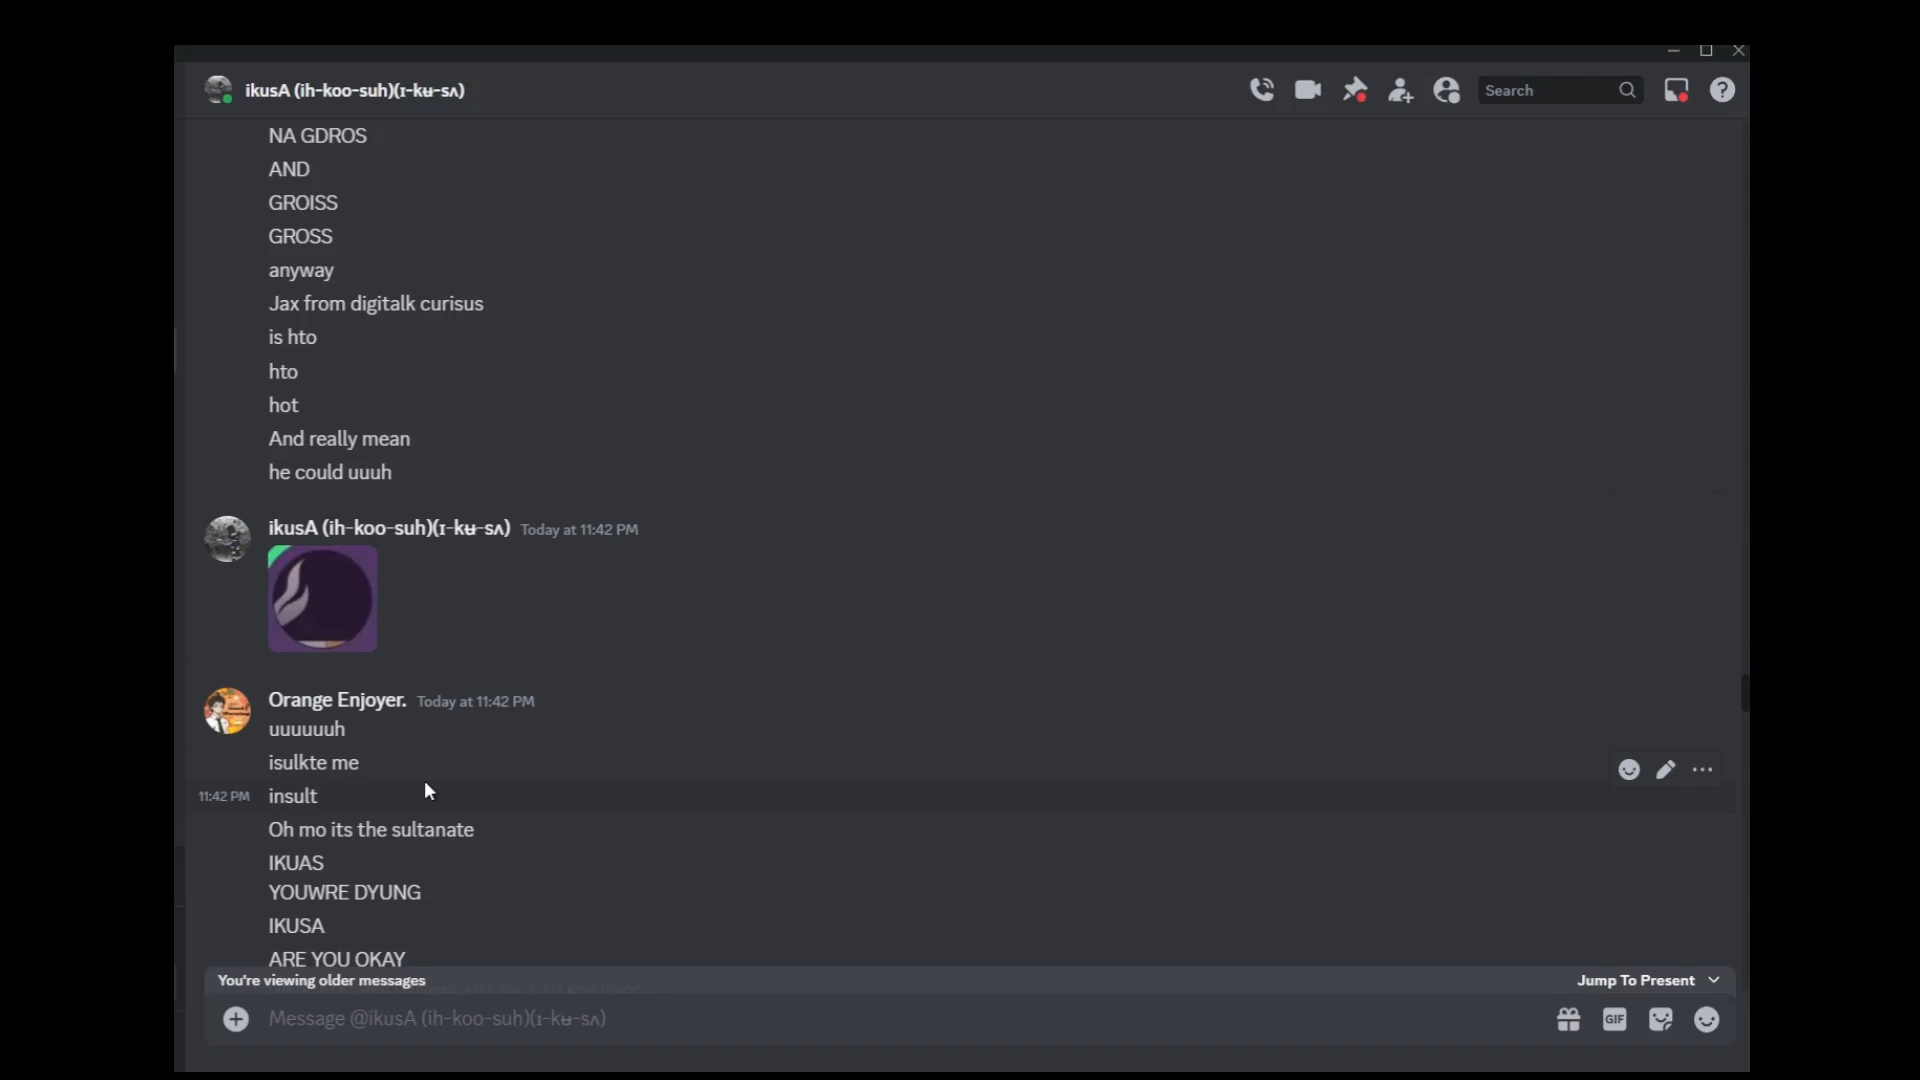 ikusA (ih-koo-suh)(ɪ-kʉ-sʌ)
Search
NA GDROS
AND
GROISS
GROSS
anyway
Jax from digitalk curisus
is hto
hto
hot
And really mean
he could uuuh
ikusA (ih-koo-suh)(ɪ-kʉ-sʌ) Today at 11:42 PM
Orange Enjoyer. Today at 11:42 PM
uuuuuuh
isulkte me
11:42 PM insult
Oh mo its the sultanate
IKUAS
YOUWRE DYUNG
IKUSA
ARE YOU OKAY
You're viewing older messages Jump To Present
Message @ikusA (ih-koo-suh)(ɪ-kʉ-sʌ)
GIF